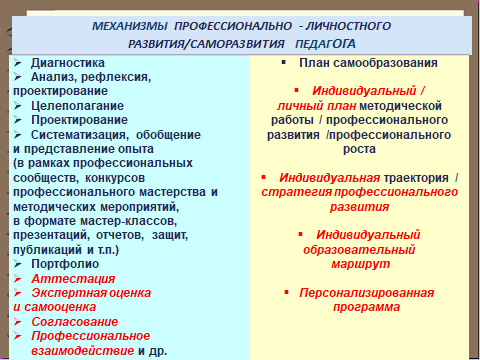 МЕХАНИЗМЫ ПРОФЕССИОНАЛЬНО - ЛИЧНОСТНОГО
РАЗВИТИЯ/САМОРАЗВИТИЯ ПЕДАГОГА
➢ Диагностика
➢ Анализ, рефлексия,
проектирование
➢ Целеполагание
➢ Проектирование
➢ Систематизация, обобщение
и представление опыта
(в рамках профессиональных
сообществ, конкурсов
профессионального мастерства и
методических мероприятий,
в формате мастер-классов,
презентаций, отчетов, защит,
публикаций и т.п.)
➢ Портфолио
➢ Аттестация
➢ Экспертная оценка
и самооценка
➢ Согласование
➢ Профессиональное
взаимодействие и др.
▪ План самообразования
▪ Индивидуальный /
личный план методической
работы / профессионального
развития /профессионального
роста
▪ Индивидуальная траектория /
стратегия профессионального
развития
▪ Индивидуальный
образовательный
маршрут
▪ Персонализированная
программа